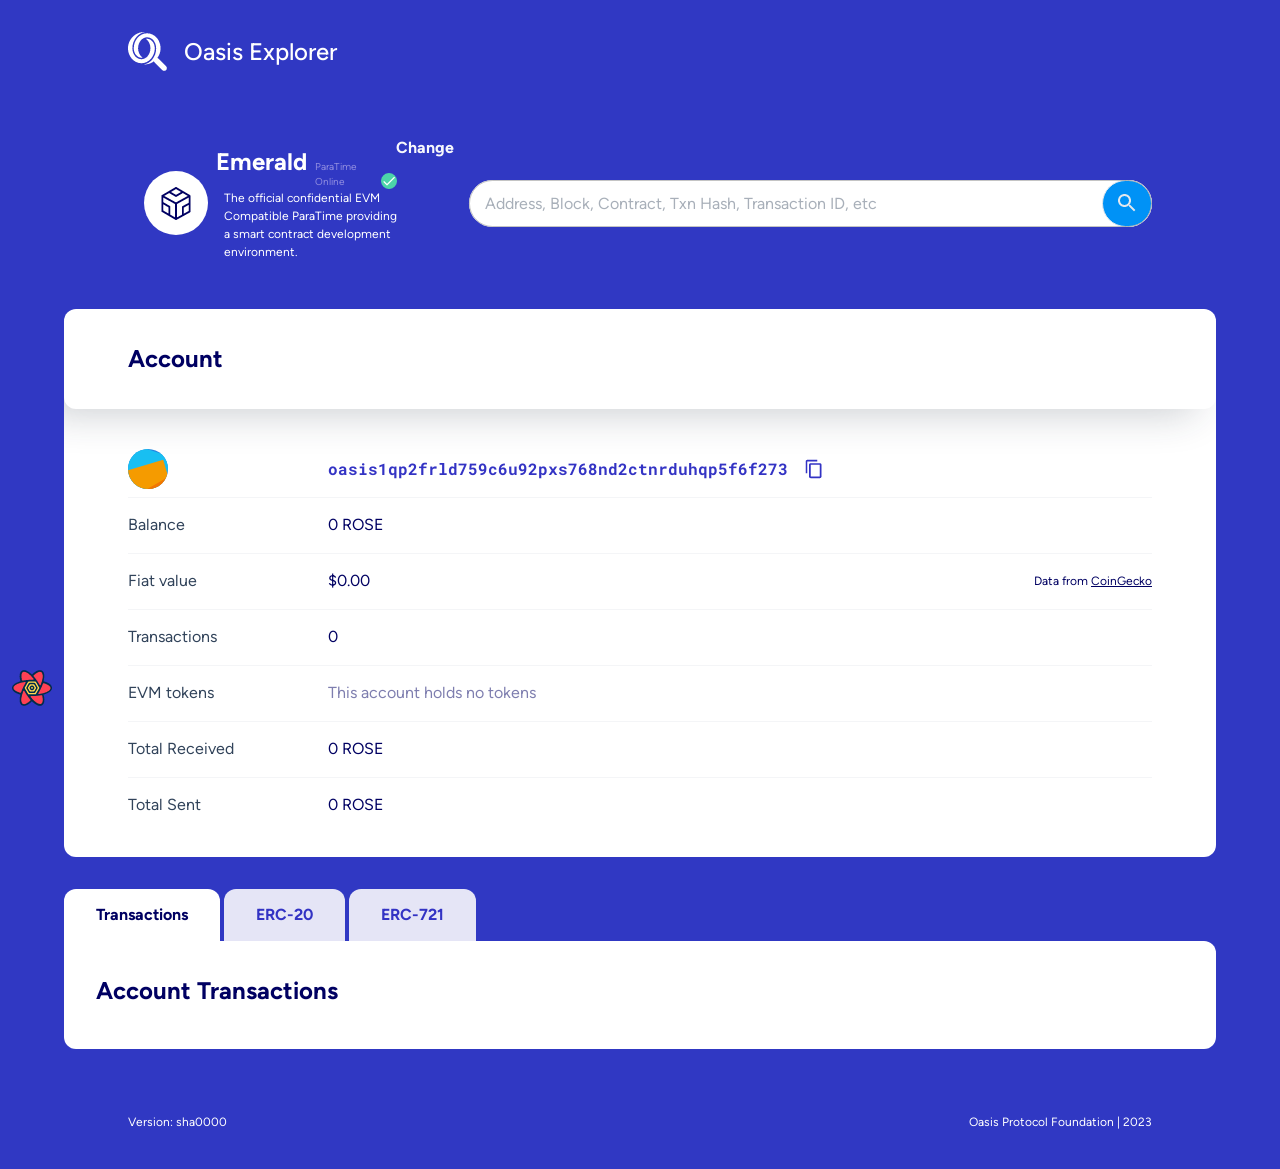 Oasis Explorer
Change
Emerald
ParaTime
Online
The official confidential EVM
Compatible ParaTime providing
a smart contract development
environment.
Address, Block, Contract, Txn Hash, Transaction ID, etc
Account
oasis1qp2frld759c6u92pxs768nd2ctnrduhqp5f6f273
Balance 0 ROSE
Fiat value $0.00 Data from CoinGecko
Transactions 0
EVM tokens This account holds no tokens
Total Received 0 ROSE
Total Sent 0 ROSE
Transactions ERC-20 ERC-721
Account Transactions
Version: sha0000 Oasis Protocol Foundation | 2023